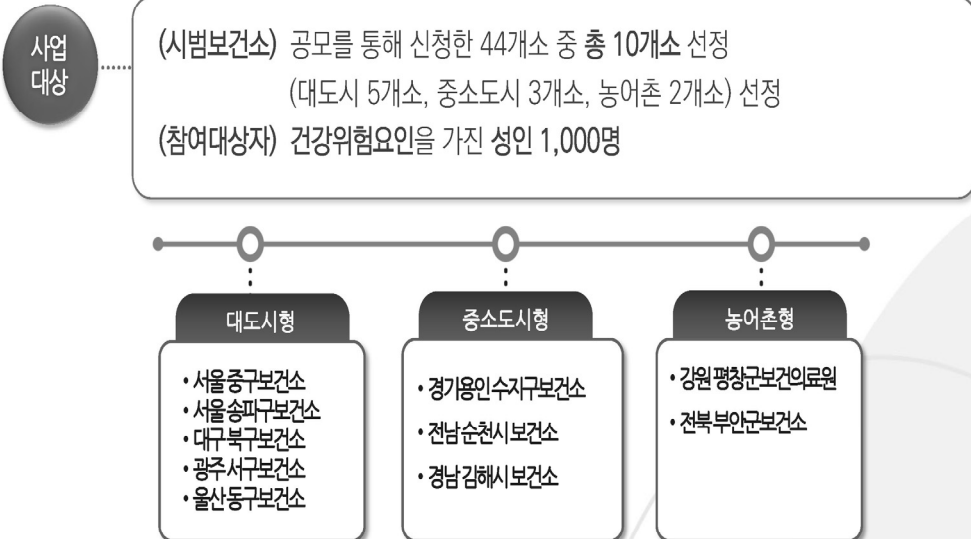 사업
대상
(시범보건소) 공모를 통해 신청한 44개소 중 총 10개소 선정
(대도시 5개소, 중소도시 3개소, 농어촌 2개소) 선정
(참여대상자) 건강위험요인을 가진 성인 1,000명
대도시형
• 서울중구보건소
• 서울송파구보건소
• 대구북구보건소
• 광주서구보건소
• 울산동구보건소
중소도시형
• 경기용인수지구보건소
• 전남순천시보건소
• 경남김해시보건소
농어촌형
• 강원평창군보건의료원
• 전북부안군보건소